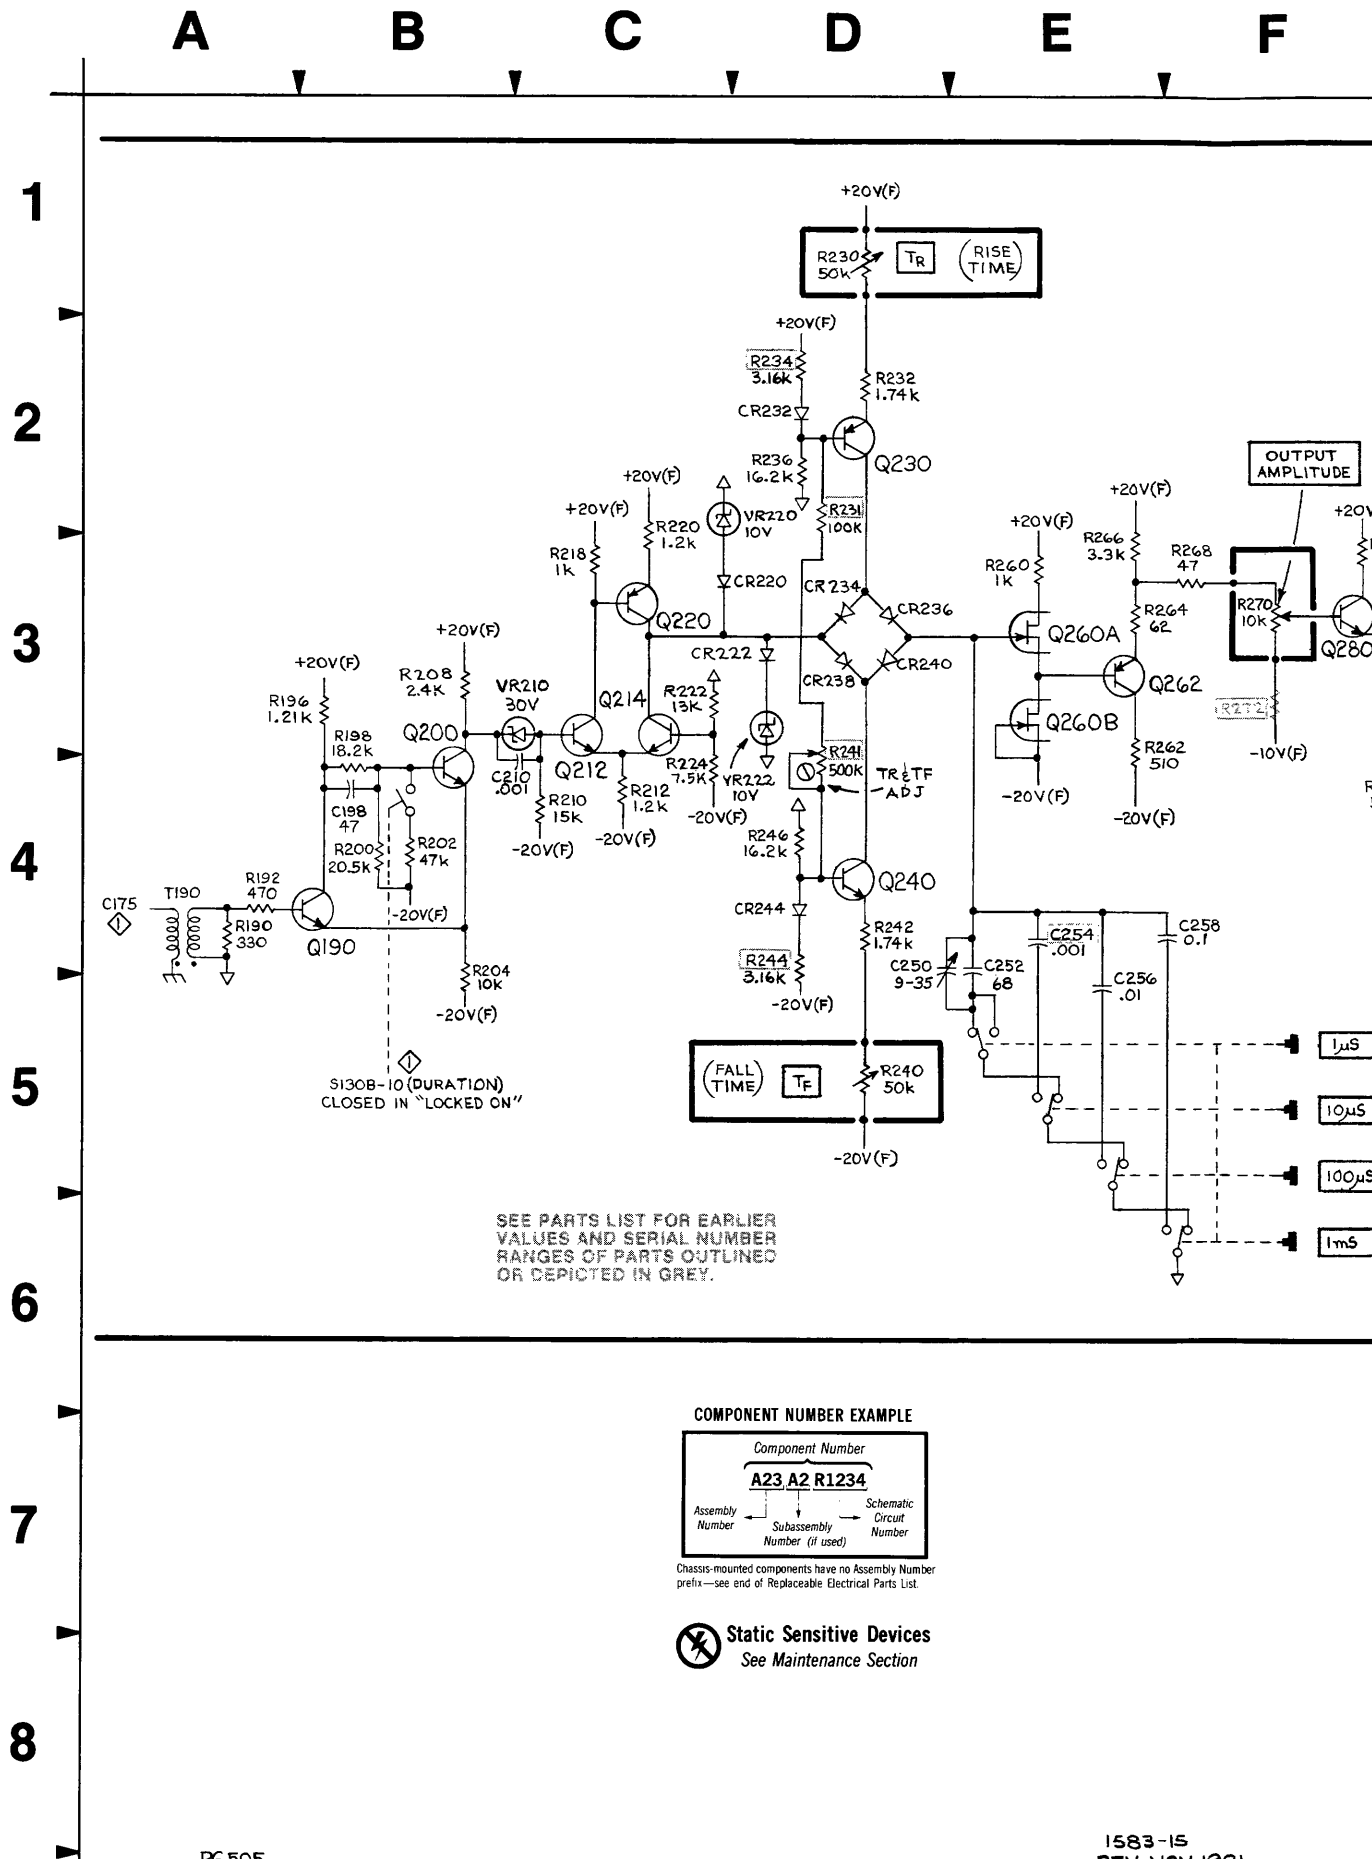 A B C D E F
1
+20V(F)
R230
50K
TR
(RISE
TIME)
+20V(F)
R234
3.16K
R232
1.74K
2
CR232
Q230
R236
16.2K
OUTPUT
AMPLITUDE
+20V(F)
+20V(F)
+20V(F)
+20V(F)
+20V
VR220
10V
R231
100K
R220
1.2K
R218
1K
R266
3.3K
R268
47
R260
1K
CR220
CR234
CR236
R264
62
R270
10K
Q220
Q260A
3
+20V(F)
CR222
CR238
CR240
Q280
+20V(F)
R208
2.4K
VR210
30V
Q214
R222
13K
Q262
R196
1.21K
Q260B
R272
R198
18.2K
Q200
R241
500K
R262
510
-10V(F)
C210
.001
Q212
R224
7.5K
VR222
10V
TR&TF
ADJ
R212
1.2K
R210
15K
-20V(F)
C198
47
-20V(F)
-20V(F)
-20V(F)
-20V(F)
R202
47K
R200
20.5K
R246
16.2K
4
R192
470
Q240
T190
C175
1
-20V(F)
CR244
R190
330
Q190
R242
1.74K
C254
.001
C258
0.1
R244
3.16K
C250
9-35
C252
68
R204
10K
C256
.01
-20V(F)
-20V(F)
1
1µS
(FALL
TIME)
TF
R240
50K
5
S130B-10 (DURATION)
CLOSED IN "LOCKED ON"
10µS
-20V(F)
100µS
SEE PARTS LIST FOR EARLIER
VALUES AND SERIAL NUMBER
RANGES OF PARTS OUTLINED
OR DEPICTED IN GREY.
1mS
6
COMPONENT NUMBER EXAMPLE
Component Number
A23 A2 R1234
Assembly
Number
Subassembly
Number (if used)
Schematic
Circuit
Number
7
Chassis-mounted components have no Assembly Number
prefix—see end of Replaceable Electrical Parts List.
Static Sensitive Devices
See Maintenance Section
8
1583-15